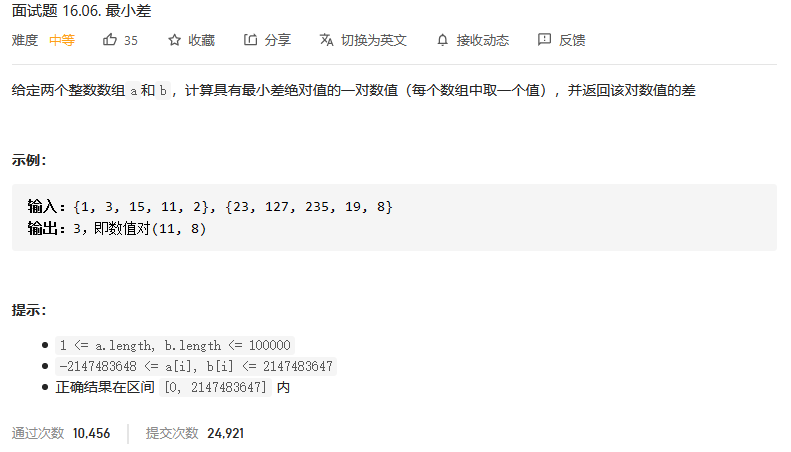 面试题 16.06. 最小差
难度 中等 35 收藏 分享 切换为英文 接收动态 反馈
给定两个整数数组 a 和 b ，计算具有最小差绝对值的一对数值（每个数组中取一个值），并返回该对数值的差
示例：
输入：{1, 3, 15, 11, 2}, {23, 127, 235, 19, 8}
输出：3，即数值对(11, 8)
提示：
1 <= a.length, b.length <= 100000
-2147483648 <= a[i], b[i] <= 2147483647
正确结果在区间 [0, 2147483647] 内
通过次数 10,456 提交次数 24,921